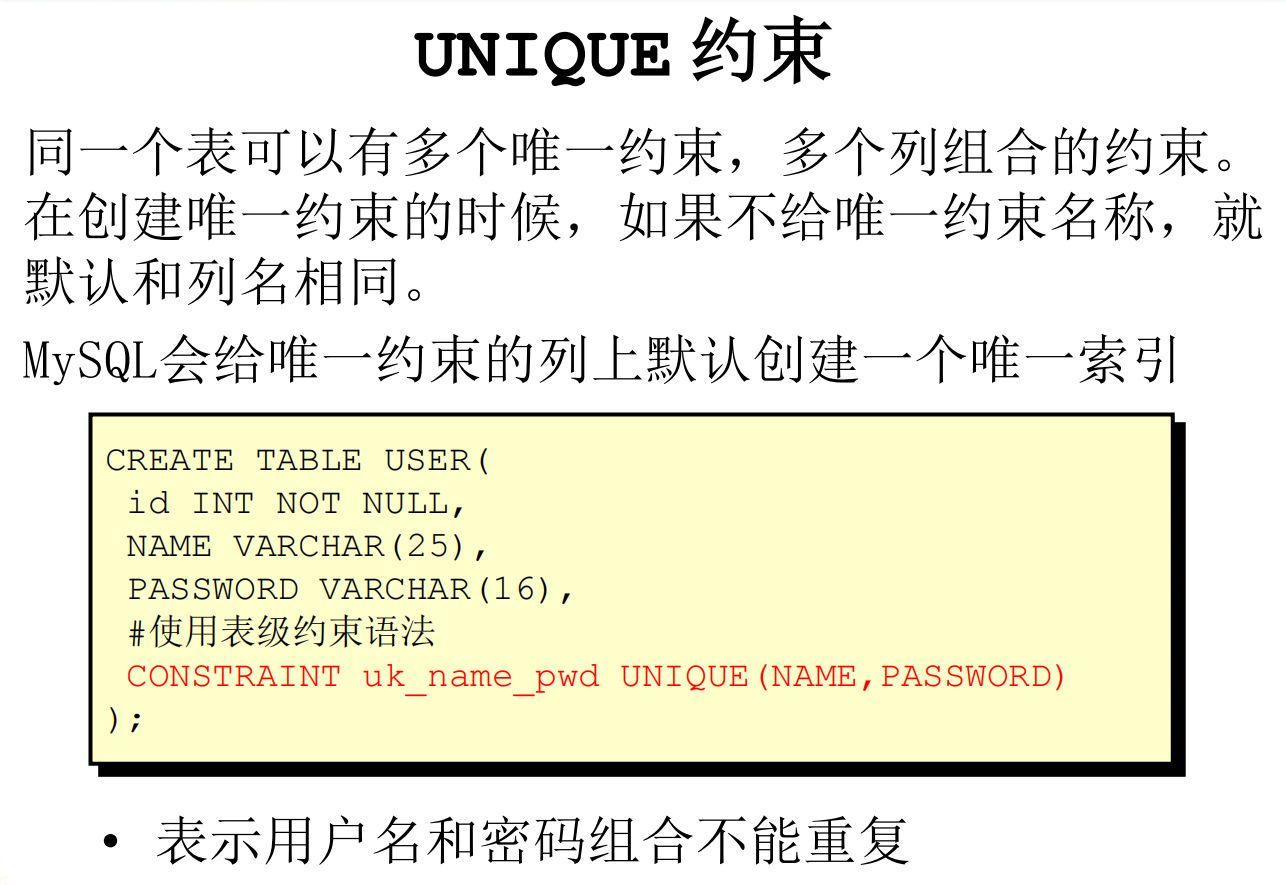 UNIQUE 约束
同一个表可以有多个唯一约束，多个列组合的约束。
在创建唯一约束的时候，如果不给唯一约束名称，就
默认和列名相同。
MySQL会给唯一约束的列上默认创建一个唯一索引
CREATE TABLE USER(
id INT NOT NULL,
NAME VARCHAR(25),
PASSWORD VARCHAR(16),
#使用表级约束语法
CONSTRAINT uk_name_pwd UNIQUE(NAME,PASSWORD)
);
• 表示用户名和密码组合不能重复